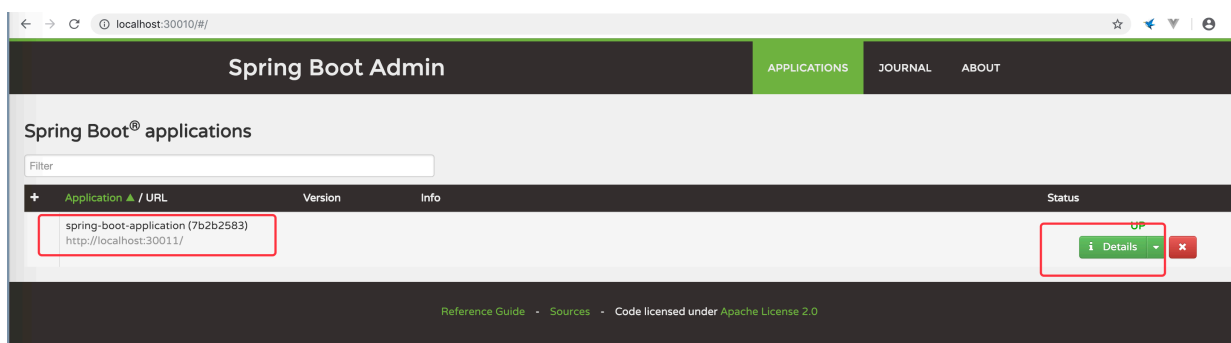 localhost:30010/#/
Spring Boot Admin
APPLICATIONS JOURNAL ABOUT
Spring Boot® applications
Filter
+ Application ▲ / URL Version Info Status
spring-boot-application (7b2b2583) UP
http://localhost:30011/
i Details
Reference Guide - Sources - Code licensed under Apache License 2.0